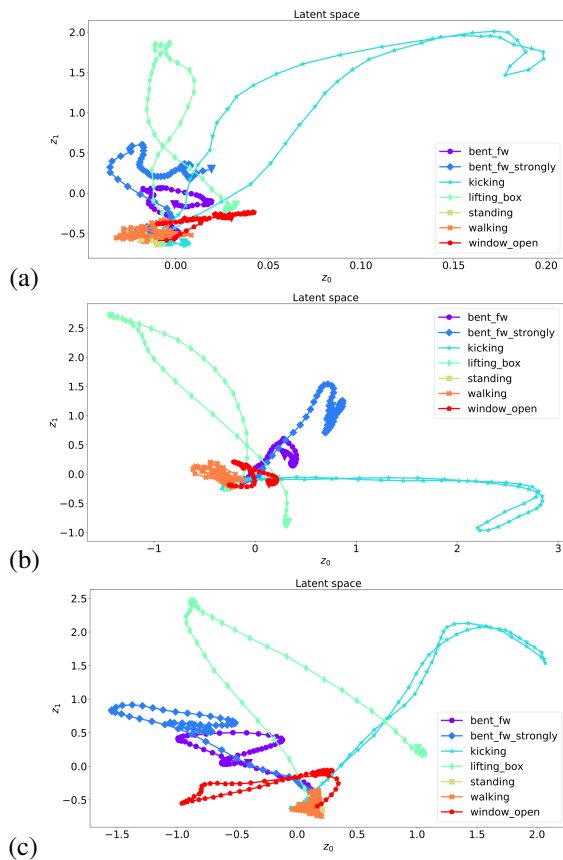 Latent space
z₁
2.0
1.5
1.0
0.5
0.0
−0.5
0.00 0.05 0.10 0.15 0.20
z₀
bent_fw
bent_fw_strongly
kicking
lifting_box
standing
walking
window_open
(a)
Latent space
z₁
2.5
2.0
1.5
1.0
0.5
0.0
−0.5
−1.0
−1 0 1 2 3
z₀
bent_fw
bent_fw_strongly
kicking
lifting_box
standing
walking
window_open
(b)
Latent space
z₁
2.5
2.0
1.5
1.0
0.5
0.0
−0.5
−1.5 −1.0 −0.5 0.0 0.5 1.0 1.5 2.0
z₀
bent_fw
bent_fw_strongly
kicking
lifting_box
standing
walking
window_open
(c)